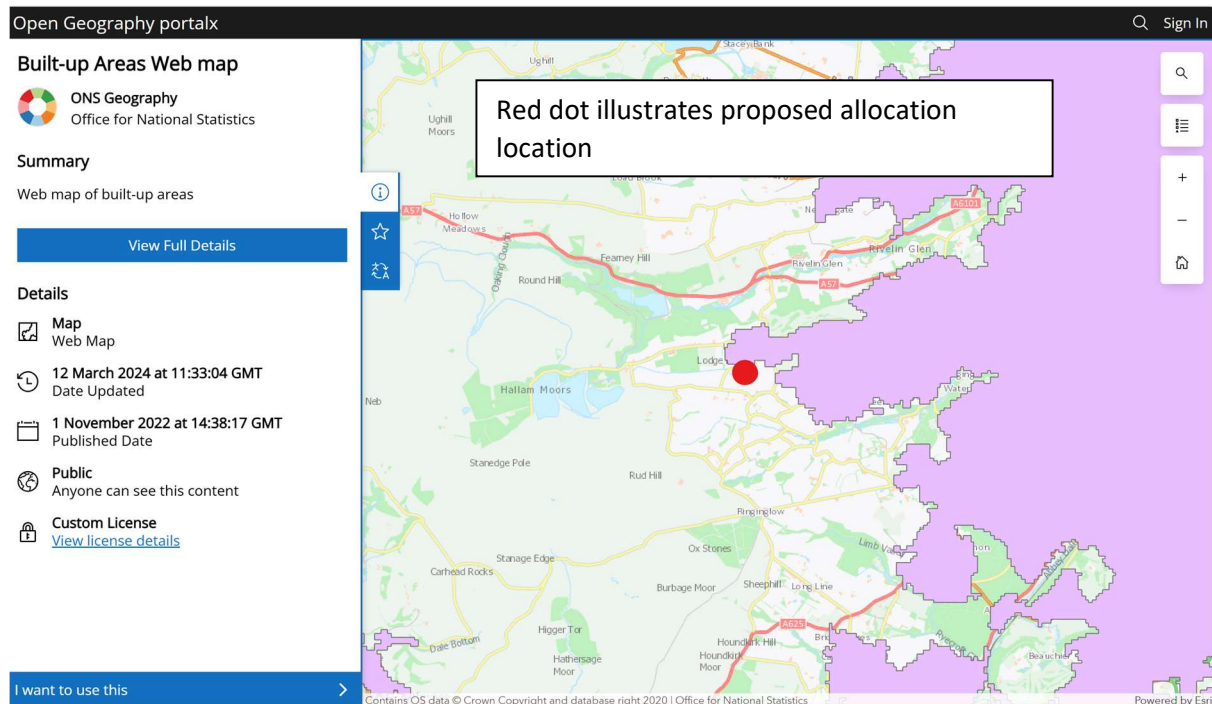 Open Geography portalx
Sign In
Built-up Areas Web map
ONS Geography
Office for National Statistics
Summary
Web map of built-up areas
View Full Details
Details
Map
Web Map
12 March 2024 at 11:33:04 GMT
Date Updated
1 November 2022 at 14:38:17 GMT
Published Date
Public
Anyone can see this content
Custom License
View license details
I want to use this
Stacey Bank
Ughill
Red dot illustrates proposed allocation
location
Ughill
Moors
A57
Hollow
Meadows
A6101
Rivelin Glen
Fearney Hill
Rivelin Glen
Oaking Clough
Round Hill
A57
Lodge
Hallam Moors
Neb
Stanedge Pole
Rud Hill
Ringinglow
Ox Stones
Limb
Stanage Edge
Carhead Rocks
Burbage Moor
Sheephill
Long Line
A625
Higger Tor
Houndkirk Hill
Dale Bottom
Hathersage
Moor
Houndkirk
Moor
Contains OS data © Crown Copyright and database right 2020 | Office for National Statistics
Powered by Esri